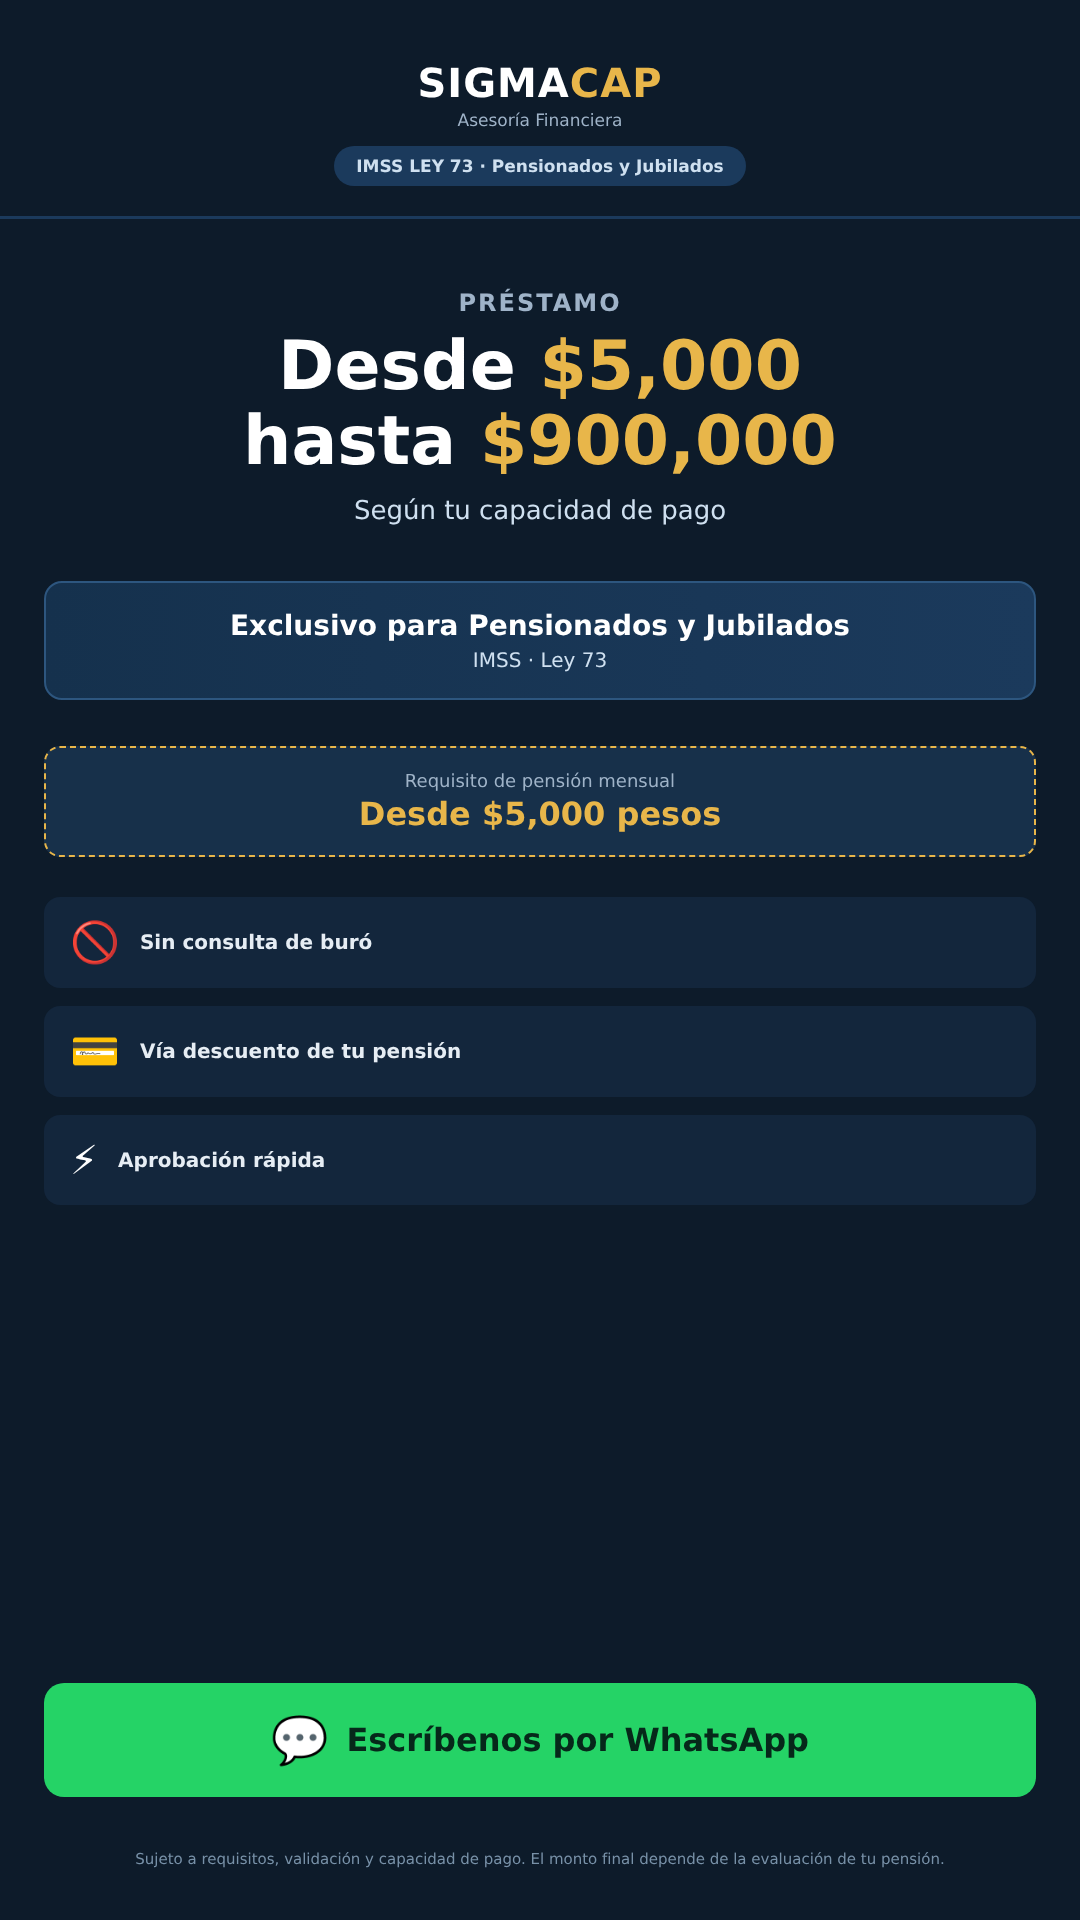 SIGMACAP
Asesoría Financiera
IMSS LEY 73 · Pensionados y Jubilados
PRÉSTAMO
Desde $5,000
hasta $900,000
Según tu capacidad de pago
Exclusivo para Pensionados y Jubilados
IMSS · Ley 73
Requisito de pensión mensual
Desde $5,000 pesos
Sin consulta de buró
Vía descuento de tu pensión
Aprobación rápida
Escríbenos por WhatsApp
Sujeto a requisitos, validación y capacidad de pago. El monto final depende de la evaluación de tu pensión.